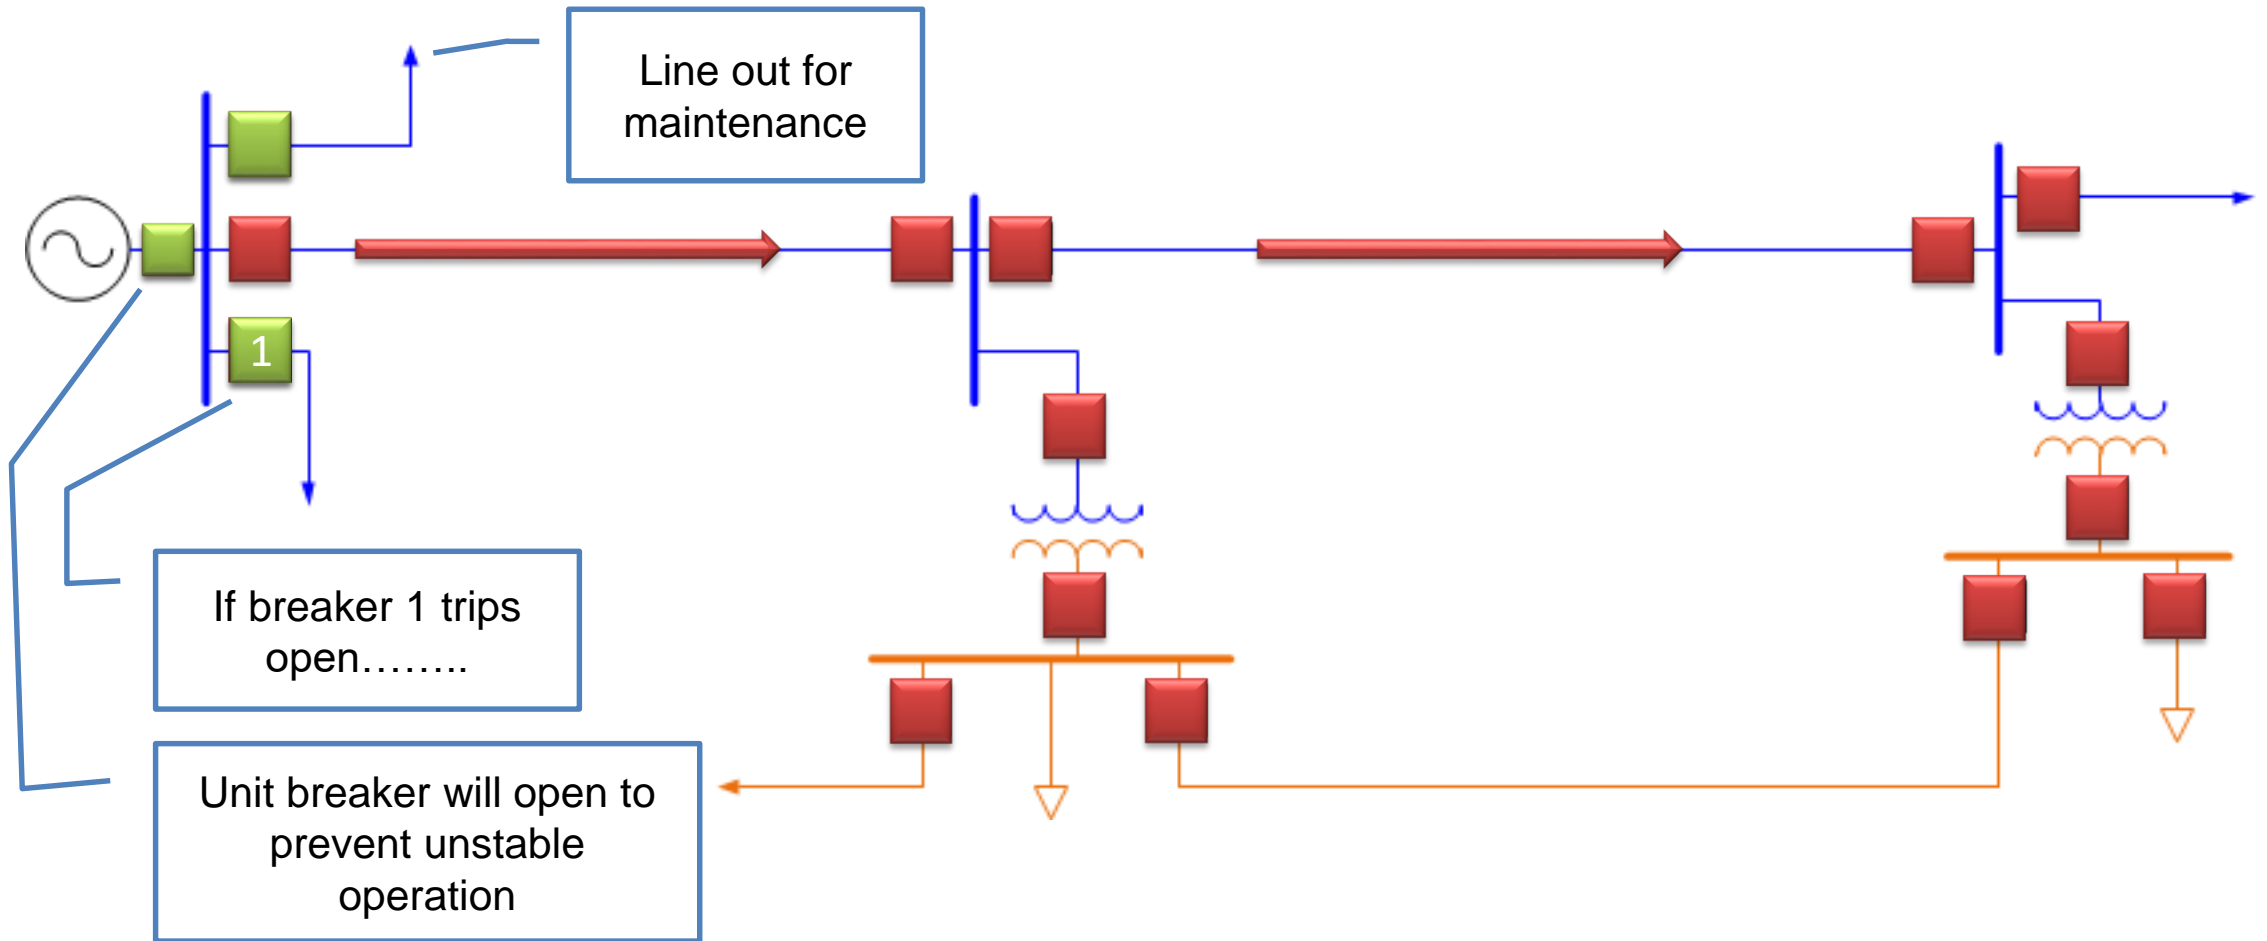 Line out for
maintenance
1
If breaker 1 trips
open……..
Unit breaker will open to
prevent unstable
operation